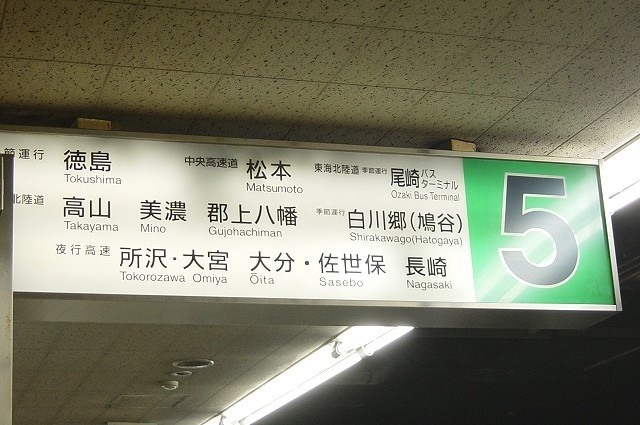 節運行 徳島 中央高速道 松本 東海北陸道 季節運行 尾崎バスターミナル
Tokushima Matsumoto Ozaki Bus Terminal
北陸道 高山 美濃 郡上八幡 季節運行 白川郷(鳩谷)
Takayama Mino Gujohachiman Shirakawago(Hatogaya)
夜行高速 所沢・大宮 大分・佐世保 長崎
Tokorozawa Omiya Oita Sasebo Nagasaki
5